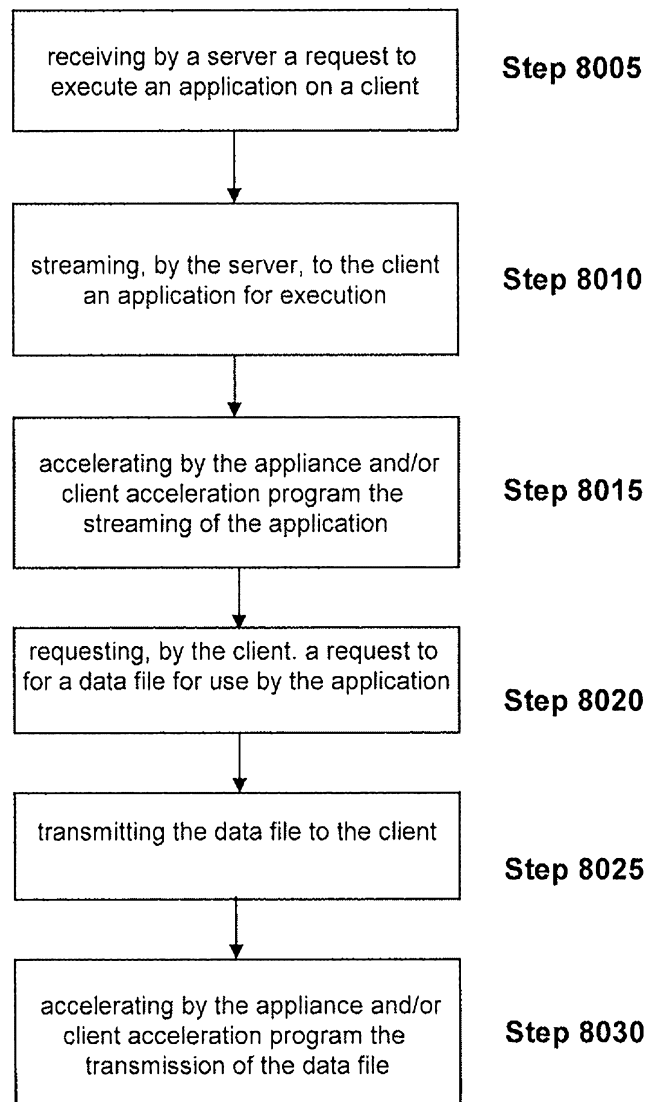 receiving by a server a request to
execute an application on a client
Step 8005
streaming, by the server, to the client
an application for execution
Step 8010
accelerating by the appliance and/or
client acceleration program the
streaming of the application
Step 8015
requesting, by the client. a request to
for a data file for use by the application
Step 8020
transmitting the data file to the client
Step 8025
accelerating by the appliance and/or
client acceleration program the
transmission of the data file
Step 8030